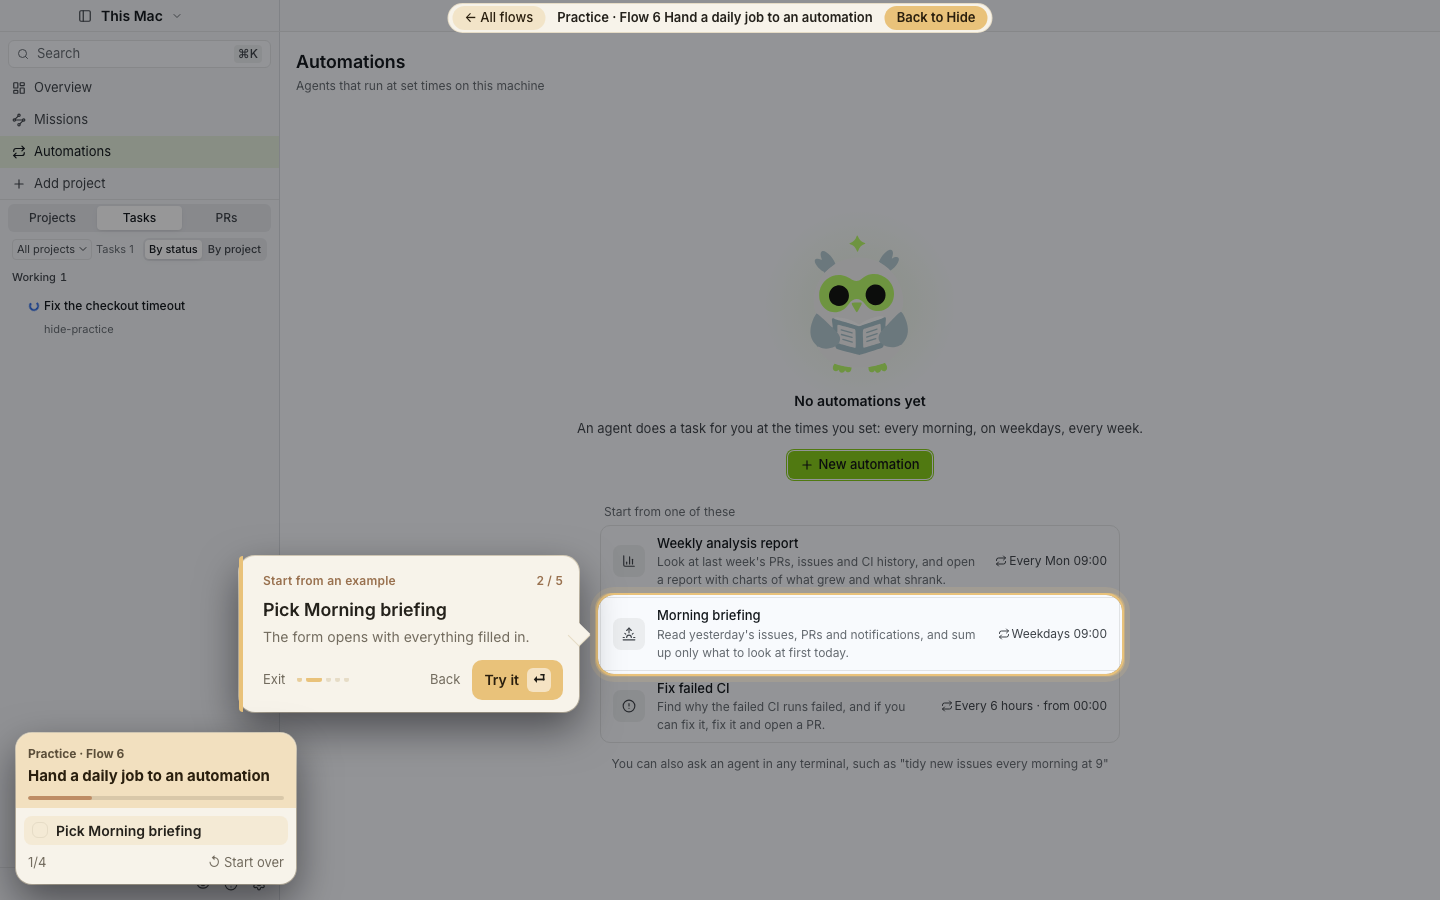 This Mac
← All flows
Practice · Flow 6 Hand a daily job to an automation
Back to Hide
Search
⌘K
Overview
Missions
Automations
Add project
Projects
Tasks
PRs
All projects
Tasks 1
By status
By project
Working 1
Fix the checkout timeout
hide-practice
Automations
Agents that run at set times on this machine
No automations yet
An agent does a task for you at the times you set: every morning, on weekdays, every week.
+ New automation
Start from one of these
Weekly analysis report
Look at last week's PRs, issues and CI history, and open
a report with charts of what grew and what shrank.
Every Mon 09:00
Morning briefing
Read yesterday's issues, PRs and notifications, and sum
up only what to look at first today.
Weekdays 09:00
Fix failed CI
Find why the failed CI runs failed, and if you
can fix it, fix it and open a PR.
Every 6 hours · from 00:00
You can also ask an agent in any terminal, such as "tidy new issues every morning at 9"
Start from an example
2 / 5
Pick Morning briefing
The form opens with everything filled in.
Exit
Back
Try it
Practice · Flow 6
Hand a daily job to an automation
Pick Morning briefing
1/4
Start over